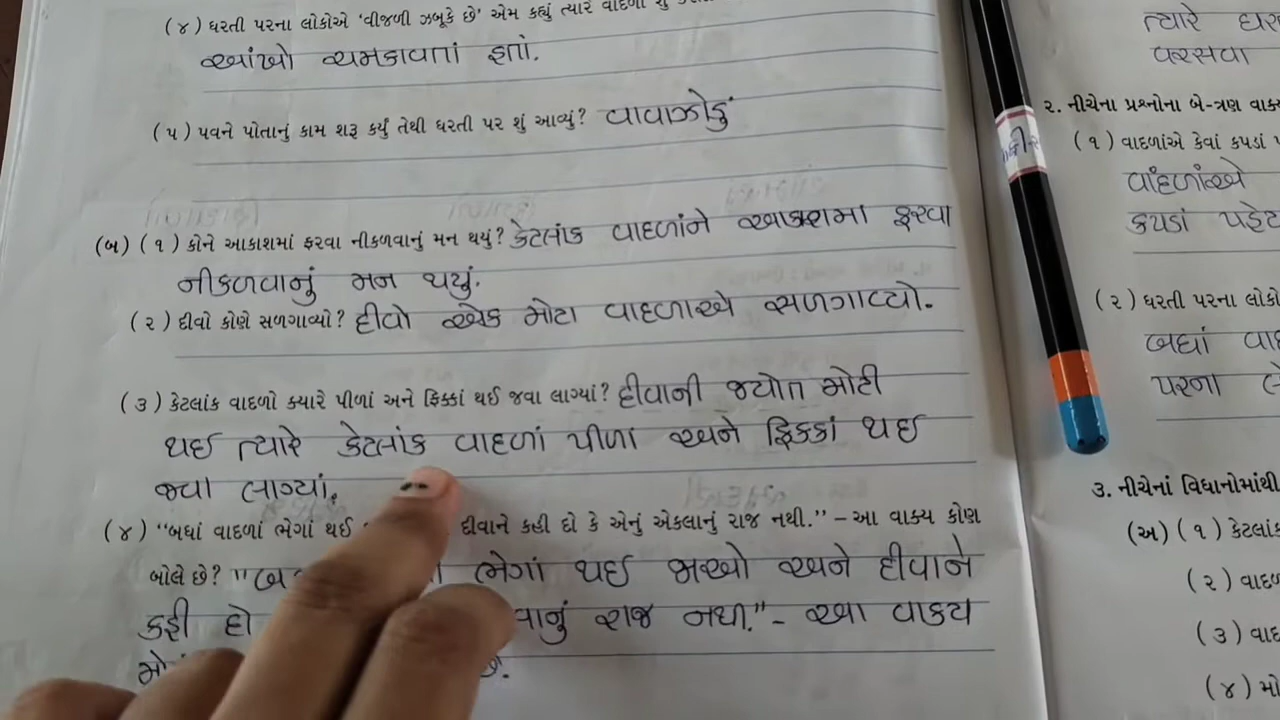 (૪) ધરતી પરના લોકોએ 'વીજળી ઝબૂકે છે' એમ કહ્યું ત્યારે વાદળાં શું
આંખો ચમકાવતાં હતાં.
(૫) પવને પોતાનું કામ શરૂ કર્યું તેથી ધરતી પર શું આવ્યું? વાવાઝોડું
(બ) (૧) કોને આકાશમાં ફરવા નીકળવાનું મન થયું? કેટલાંક વાદળાંને આકાશમાં ફરવા
નીકળવાનું મન થયું.
(૨) દીવો કોણે સળગાવ્યો? દીવો એક મોટા વાદળાએ સળગાવ્યો.
(૩) કેટલાંક વાદળો ક્યારે પીળાં અને ફિક્કાં થઈ જવા લાગ્યાં? દીવાની જ્યોત મોટી
થઈ ત્યારે કેટલાંક વાદળાં પીળા અને ફિક્કાં થઈ
જવા લાગ્યાં.
(૪) "બધાં વાદળાં ભેગાં થઈ દીવાને કહી દો કે એનું એકલાનું રાજ નથી." – આ વાક્ય કોણ
બોલે છે? "બ ભેગાં થઈ જાઓ અને દીવાને
કહી દો વાનું રાજ નથી." – આ વાક્ય
છે.
ત્યારે
વરસવા
૨. નીચેના પ્રશ્નોના બે-ત્રણ
(૧) વાદળાંએ કેવાં કપડાં
વાંદળાંએ
કપડાં
(૨) ધરતી પરના
બધાં
પરના
૩. નીચેનાં વિધાનોમાંથી
(અ) (૧)
(૨)
(૩)
(૪)